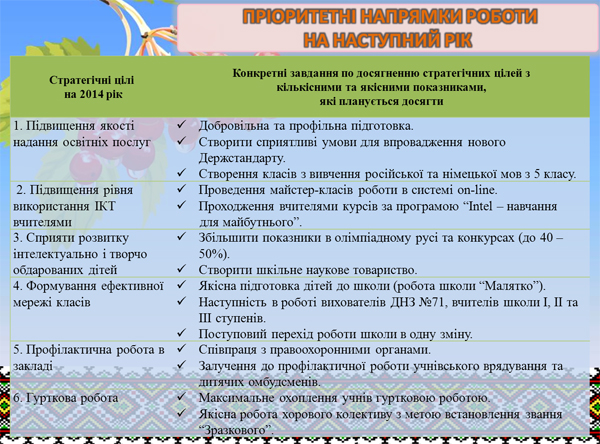 ПРІОРИТЕТНІ НАПРЯМКИ РОБОТИ
НА НАСТУПНИЙ РІК
Стратегічні цілі
на 2014 рік
Конкретні завдання по досягненню стратегічних цілей з
кількісними та якісними показниками,
які планується досягти
1. Підвищення якості
надання освітніх послуг
✓ Добровільна та профільна підготовка.
✓ Створити сприятливі умови для впровадження нового
Держстандарту.
✓ Створення класів з вивчення російської та німецької мов з 5 класу.
2. Підвищення рівня
використання ІКТ
вчителями
✓ Проведення майстер-класів роботи в системі on-line.
✓ Проходження вчителями курсів за програмою “Intel – навчання
для майбутнього”.
3. Сприяти розвитку
інтелектуально і творчо
обдарованих дітей
✓ Збільшити показники в олімпіадному русі та конкурсах (до 40 –
50%).
✓ Створити шкільне наукове товариство.
4. Формування ефективної
мережі класів
✓ Якісна підготовка дітей до школи (робота школи “Малятко”).
✓ Наступність в роботі вихователів ДНЗ №71, вчителів школи І, ІІ та
ІІІ ступенів.
✓ Поступовий перехід роботи школи в одну зміну.
5. Профілактична робота в
закладі
✓ Співпраця з правоохоронними органами.
✓ Залучення до профілактичної роботи учнівського врядування та
дитячих омбудсменів.
6. Гурткова робота
✓ Максимальне охоплення учнів гуртковою роботою.
✓ Якісна робота хорового колективу з метою встановлення звання
“Зразкового”.